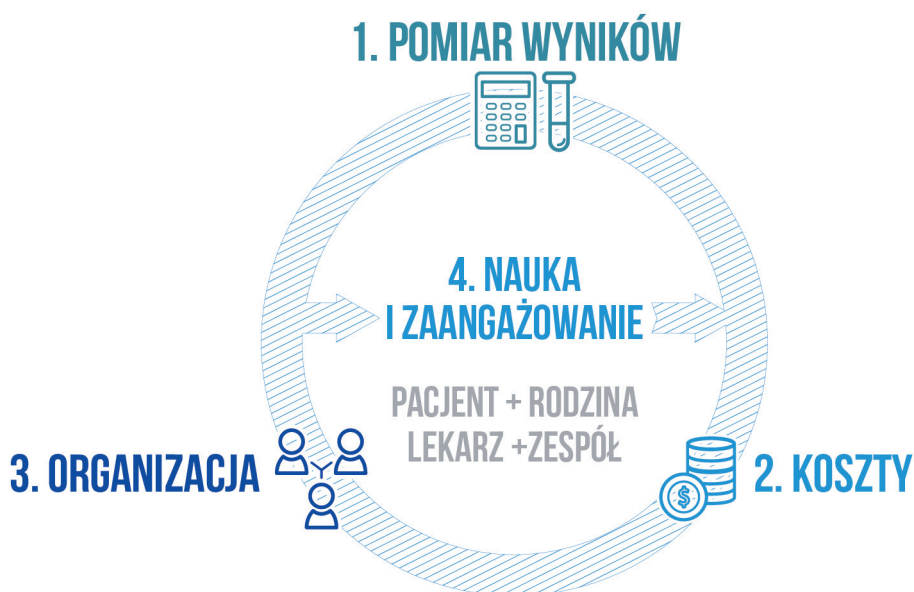 1. POMIAR WYNIKÓW
4. NAUKA
I ZAANGAŻOWANIE
PACJENT + RODZINA
LEKARZ +ZESPÓŁ
3. ORGANIZACJA
$
2. KOSZTY